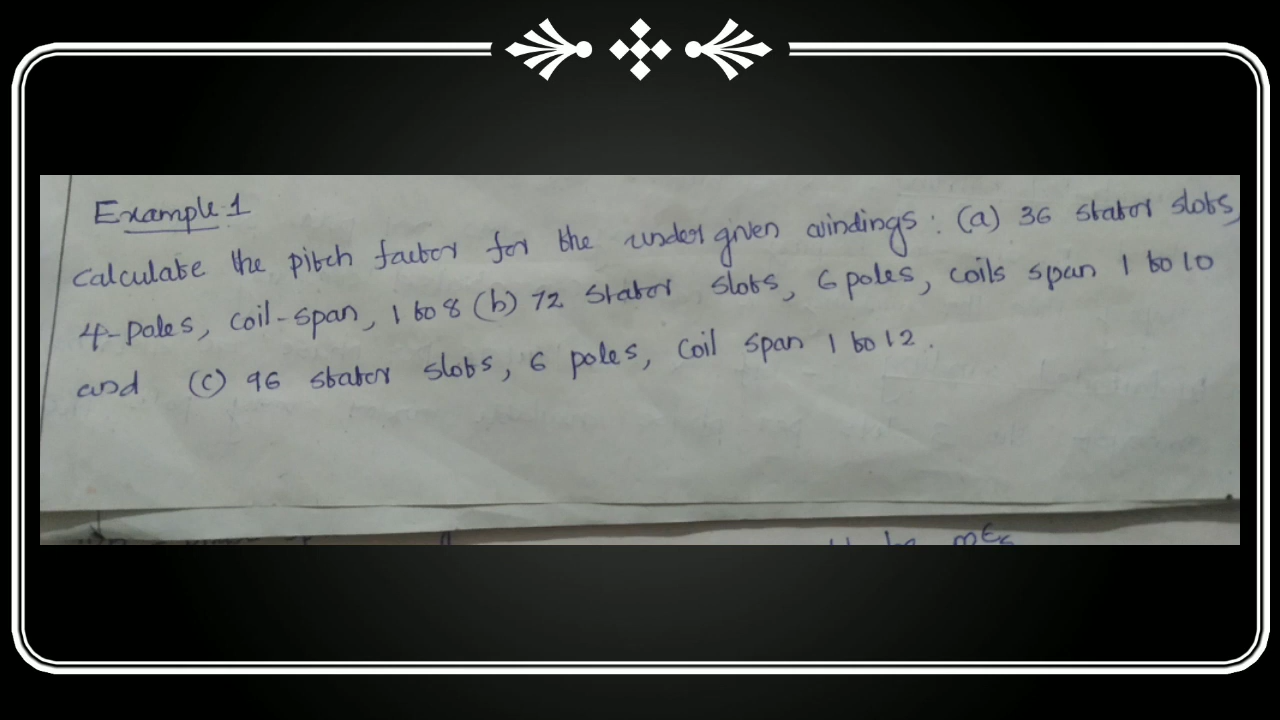 Example.1
Calculate the pitch factor for the under given windings: (a) 36 stator slots,
4-poles, coil-span, 1 to 8 (b) 72 stator slots, 6 poles, coils span 1 to 10
and (c) 96 stator slots, 6 poles, coil span 1 to 12.